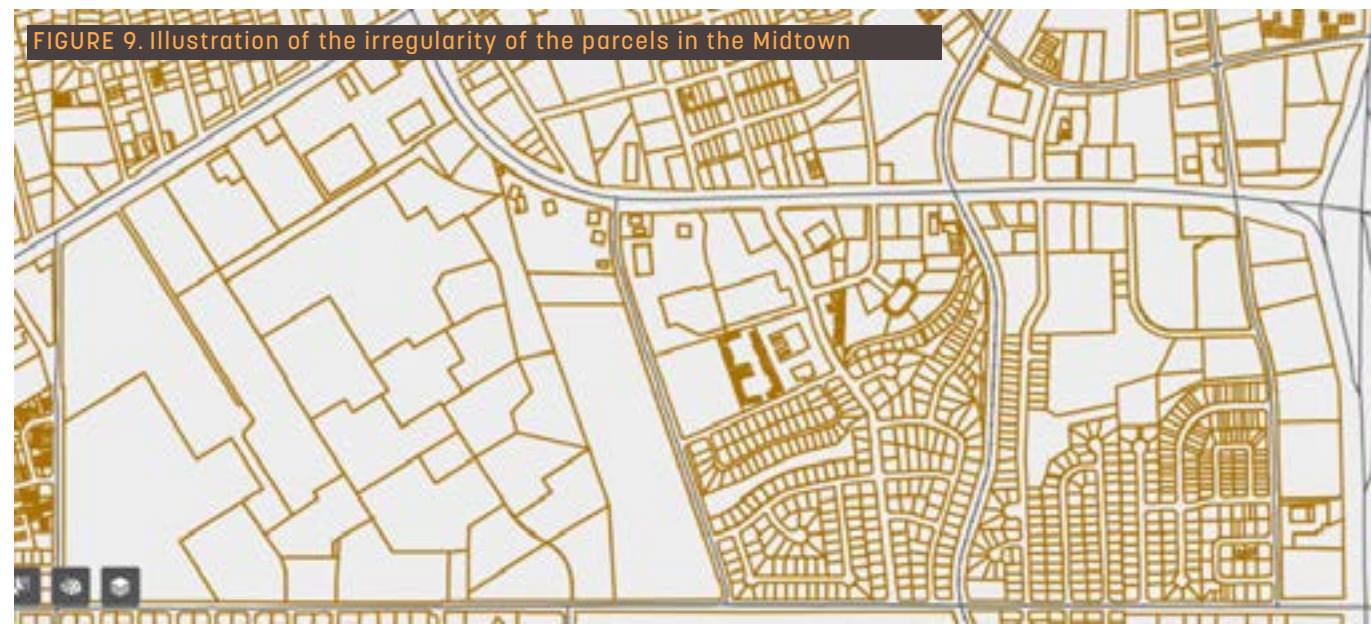 FIGURE 9. Illustration of the irregularity of the parcels in the Midtown